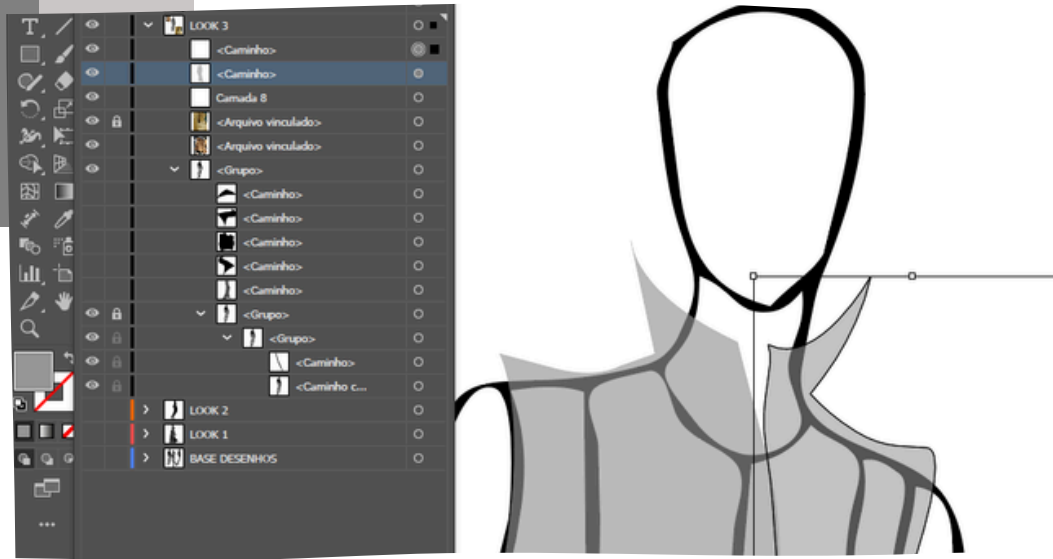 LOOK 3
<Caminho>
<Caminho>
Camada 8
<Arquivo vinculado>
<Arquivo vinculado>
<Grupo>
<Caminho>
<Caminho>
<Caminho>
<Caminho>
<Caminho>
<Grupo>
<Grupo>
<Caminho>
<Caminho c...
LOOK 2
LOOK 1
BASE DESENHOS